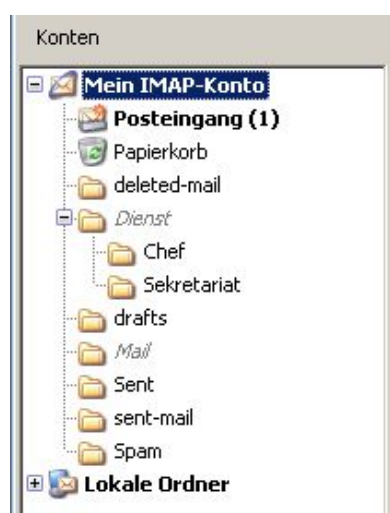 Konten
Mein IMAP-Konto
Posteingang (1)
Papierkorb
deleted-mail
Dienst
Chef
Sekretariat
drafts
Mail
Sent
sent-mail
Spam
Lokale Ordner